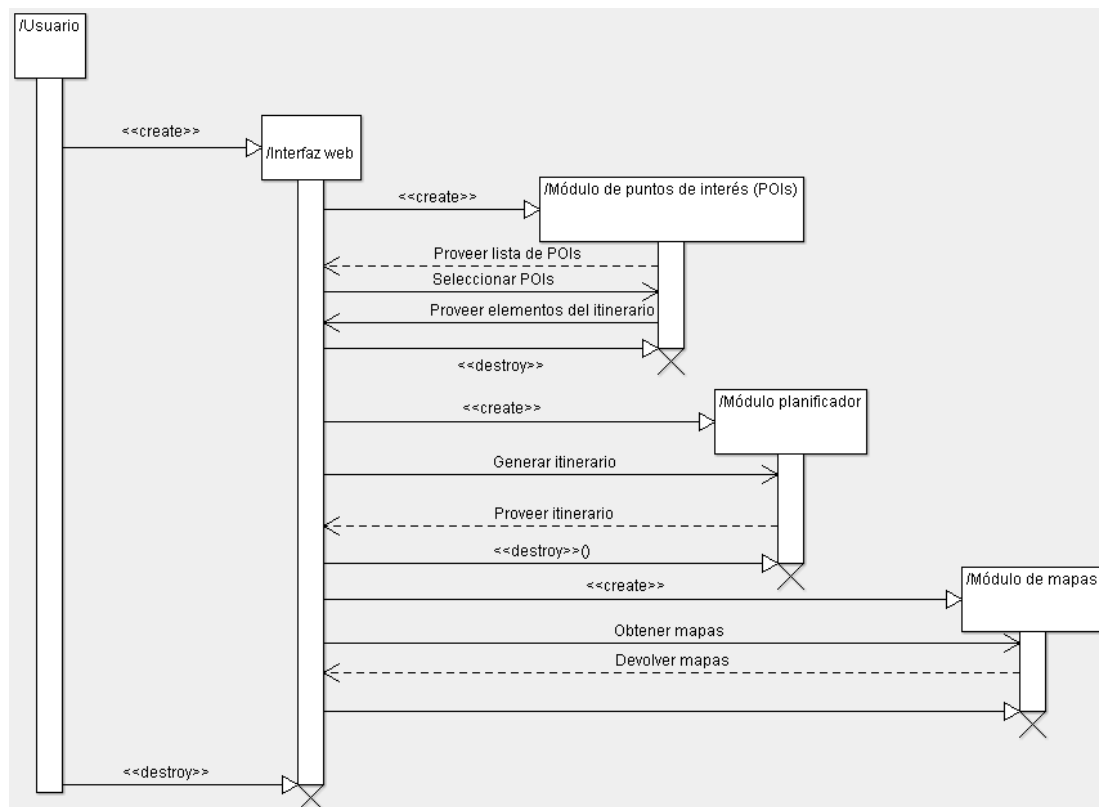 /Usuario
<<create>>
/Interfaz web
/Módulo de puntos de interés (POIs)
<<create>>
Proveer lista de POIs
Seleccionar POIs
Proveer elementos del itinerario
<<destroy>>
/Módulo planificador
<<create>>
Generar itinerario
Proveer itinerario
<<destroy>>()
<<create>>
/Módulo de mapas
Obtener mapas
Devolver mapas
<<destroy>>